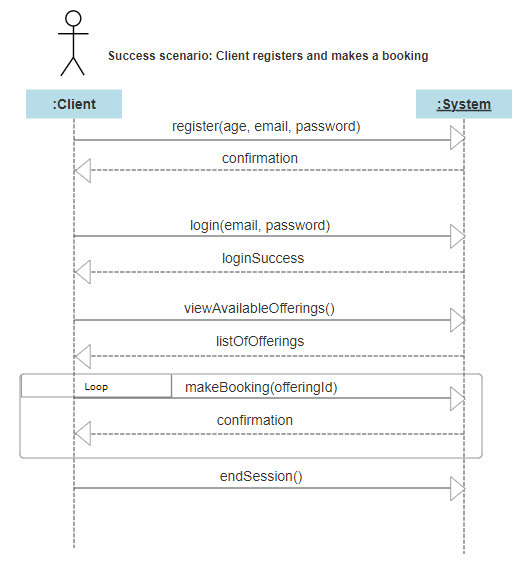 Success scenario: Client registers and makes a booking
:Client
:System
register(age, email, password)
confirmation
login(email, password)
loginSuccess
viewAvailableOfferings()
listOfOfferings
Loop
makeBooking(offeringId)
confirmation
endSession()